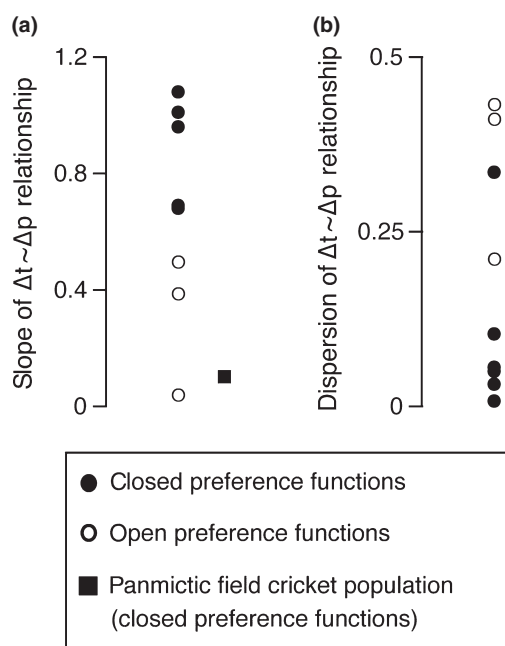 (a)
(b)
Slope of Δt~Δp relationship
1.2
0.8
0.4
0
Dispersion of Δt~Δp relationship
0.5
0.25
0
Closed preference functions
Open preference functions
Panmictic field cricket population
(closed preference functions)